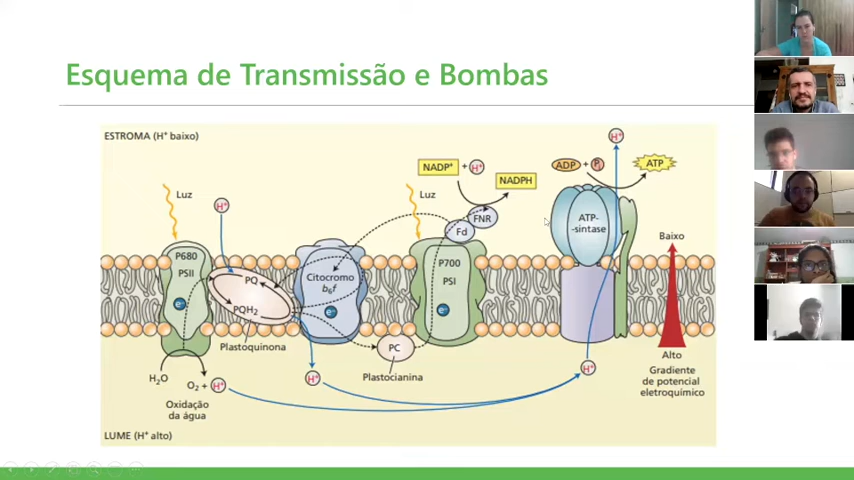 Esquema de Transmissão e Bombas
ESTROMA (H⁺ baixo)
H⁺
NADP⁺ + H⁺
NADPH
ADP + Pᵢ
ATP
Luz
H⁺
Luz
FNR
Fd
ATP-
-sintase
Baixo
P680
PSII
PQ
Citocromo
b₆f
P700
PSI
e⁻
PQH₂
e⁻
e⁻
Plastoquinona
PC
Plastocianina
H₂O
O₂ + H⁺
H⁺
H⁺
Alto
Gradiente
de potencial
eletroquímico
Oxidação
da água
LUME (H⁺ alto)